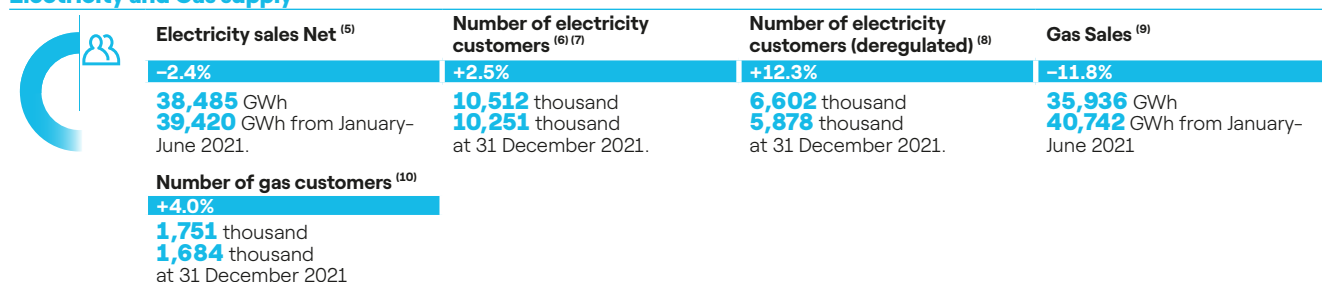 Electricity and Gas supply
Electricity sales Net (5)
–2.4%
38,485 GWh
39,420 GWh from January-
June 2021.
Number of electricity
customers (6) (7)
+2.5%
10,512 thousand
10,251 thousand
at 31 December 2021.
Number of electricity
customers (deregulated) (8)
+12.3%
6,602 thousand
5,878 thousand
at 31 December 2021.
Gas Sales (9)
–11.8%
35,936 GWh
40,742 GWh from January-
June 2021
Number of gas customers (10)
+4.0%
1,751 thousand
1,684 thousand
at 31 December 2021